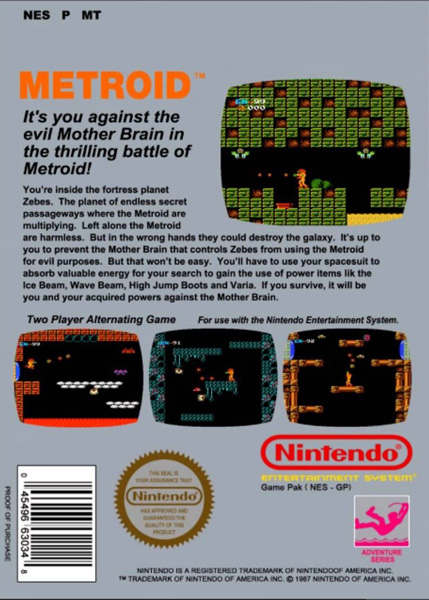 NES P MT
METROID™
It's you against the
evil Mother Brain in
the thrilling battle of
Metroid!
You're inside the fortress planet
Zebes. The planet of endless secret
passageways where the Metroid are
multiplying. Left alone the Metroid
are harmless. But in the wrong hands they could destroy the galaxy. It's up to
you to prevent the Mother Brain that controls Zebes from using the Metroid
for evil purposes. But that won't be easy. You'll have to use your spacesuit to
absorb valuable energy for your search to gain the use of power items like the
Ice Beam, Wave Beam, High Jump Boots and Varia. If you survive, it will be
you and your acquired powers against the Mother Brain.
Two Player Alternating Game
For use with the Nintendo Entertainment System.
EN..99
EN..91
EN..92
Nintendo®
ENTERTAINMENT SYSTEM™
Game Pak ( NES - GP)
PROOF OF PURCHASE
0 45496 63034 8
THIS SEAL IS
YOUR ASSURANCE THAT
Nintendo
HAS APPROVED AND
GUARANTEED THE
QUALITY OF THIS
PRODUCT
ADVENTURE
SERIES
NINTENDO IS A REGISTERED TRADEMARK OF NINTENDOOF AMERICA INC.
™ TRADEMARK OF NINTENDO OF AMERICA INC. © 1987 NINTENDO OF AMERICA INC.